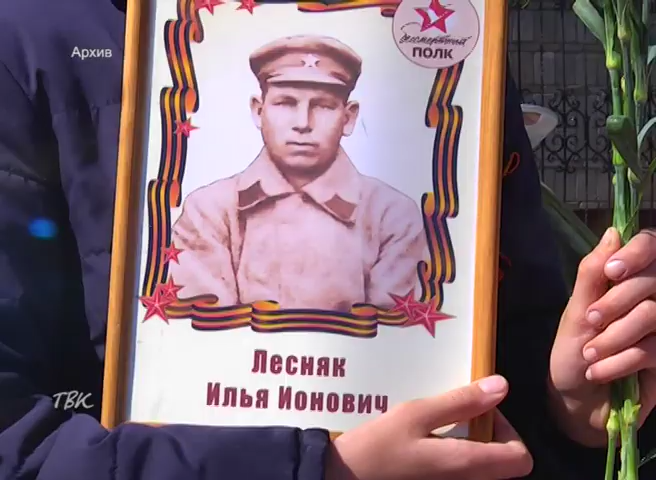 Архив
бессмертный
ПОЛК
Лесняк
Илья Ионович
ТВК